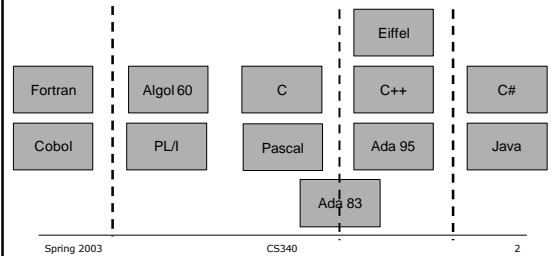 Eiffel
Fortran Algol 60 C C++ C#
Cobol PL/I Pascal Ada 95 Java
Ada 83
Spring 2003 CS340 2